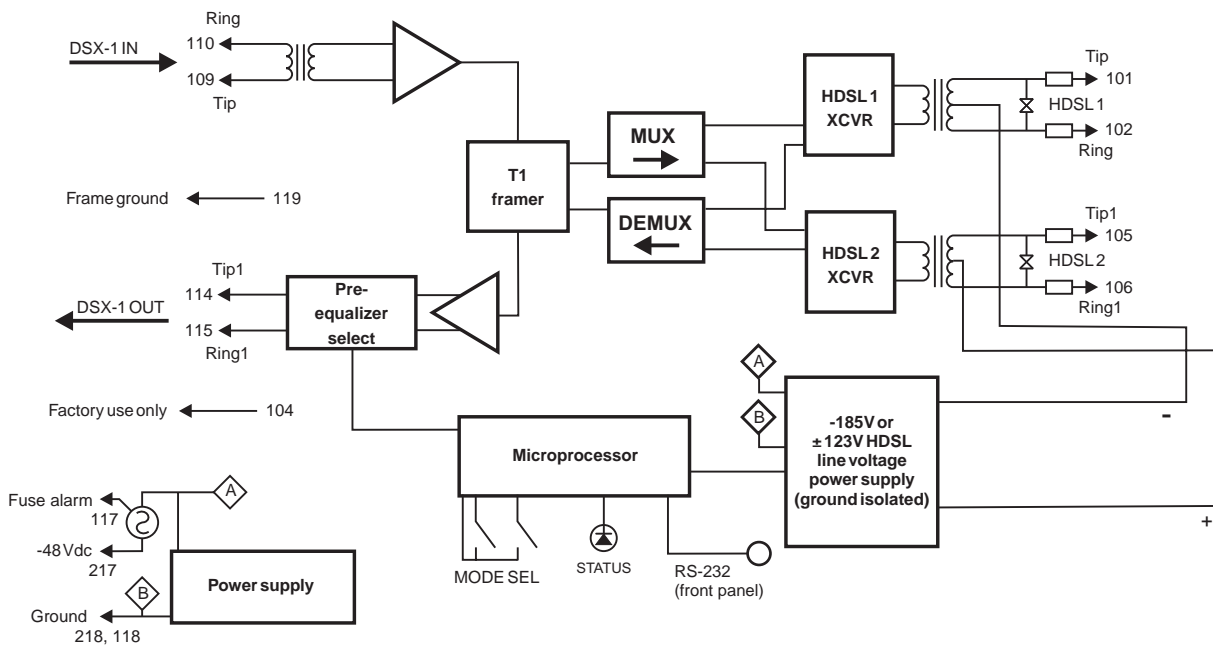 Ring
110
DSX-1 IN
109
Tip
HDSL 1
XCVR
Tip
101
HDSL 1
102
Ring
MUX
T1
framer
DEMUX
Frame ground
119
HDSL 2
XCVR
Tip1
105
HDSL 2
106
Ring1
Tip1
114
DSX-1 OUT
115
Ring1
Pre-
equalizer
select
Factory use only
104
A
B
-185V or
±123V HDSL
line voltage
power supply
(ground isolated)
-
+
Microprocessor
MODE SEL
STATUS
RS-232
(front panel)
Fuse alarm
117
A
-48 Vdc
217
B
Power supply
Ground
218, 118